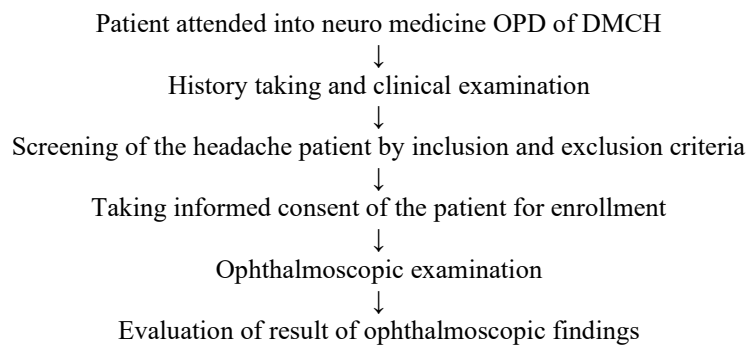 Patient attended into neuro medicine OPD of DMCH
↓
History taking and clinical examination
↓
Screening of the headache patient by inclusion and exclusion criteria
↓
Taking informed consent of the patient for enrollment
↓
Ophthalmoscopic examination
↓
Evaluation of result of ophthalmoscopic findings